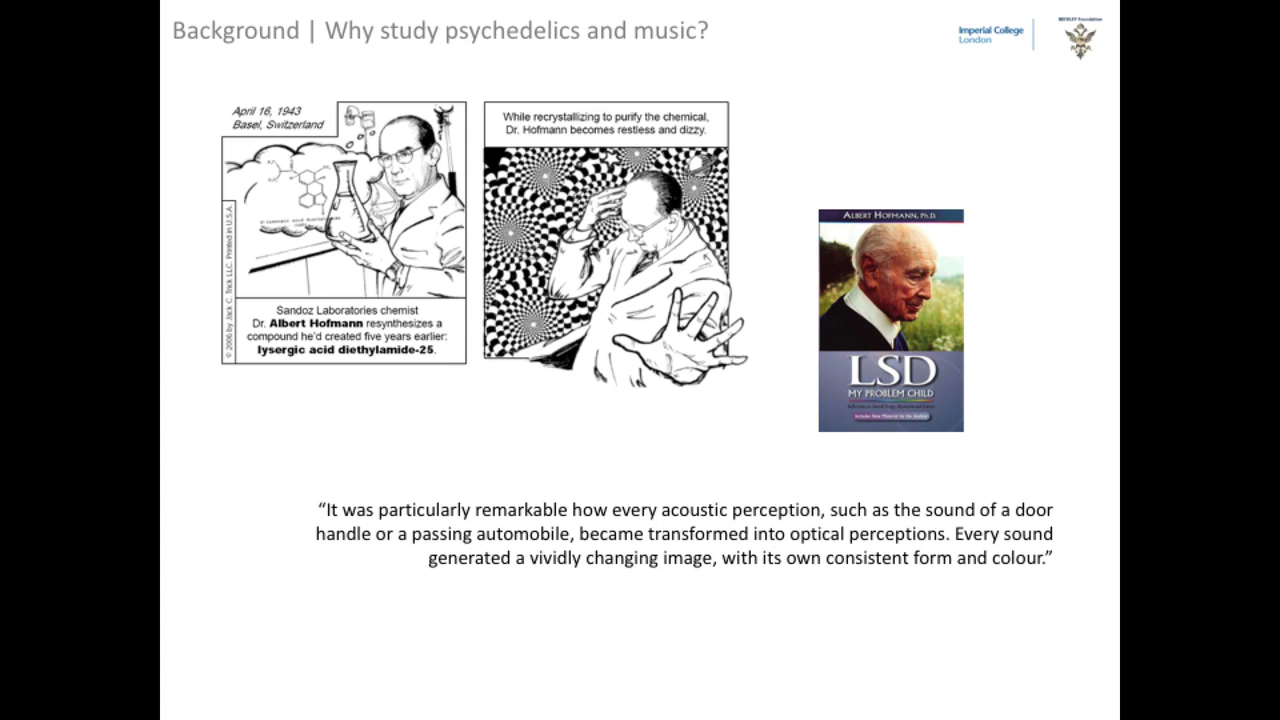 Background | Why study psychedelics and music?
Imperial College
London
BECKLEY Foundation
April 16, 1943
Basel, Switzerland
© 2006 by Jack C. Trick LLC. Printed in U.S.A.
Sandoz Laboratories chemist
Dr. Albert Hofmann resynthesizes a
compound he'd created five years earlier:
lysergic acid diethylamide-25.
While recrystallizing to purify the chemical,
Dr. Hofmann becomes restless and dizzy.
ALBERT HOFMANN, PH.D.
LSD
MY PROBLEM CHILD
“It was particularly remarkable how every acoustic perception, such as the sound of a door
handle or a passing automobile, became transformed into optical perceptions. Every sound
generated a vividly changing image, with its own consistent form and colour.”